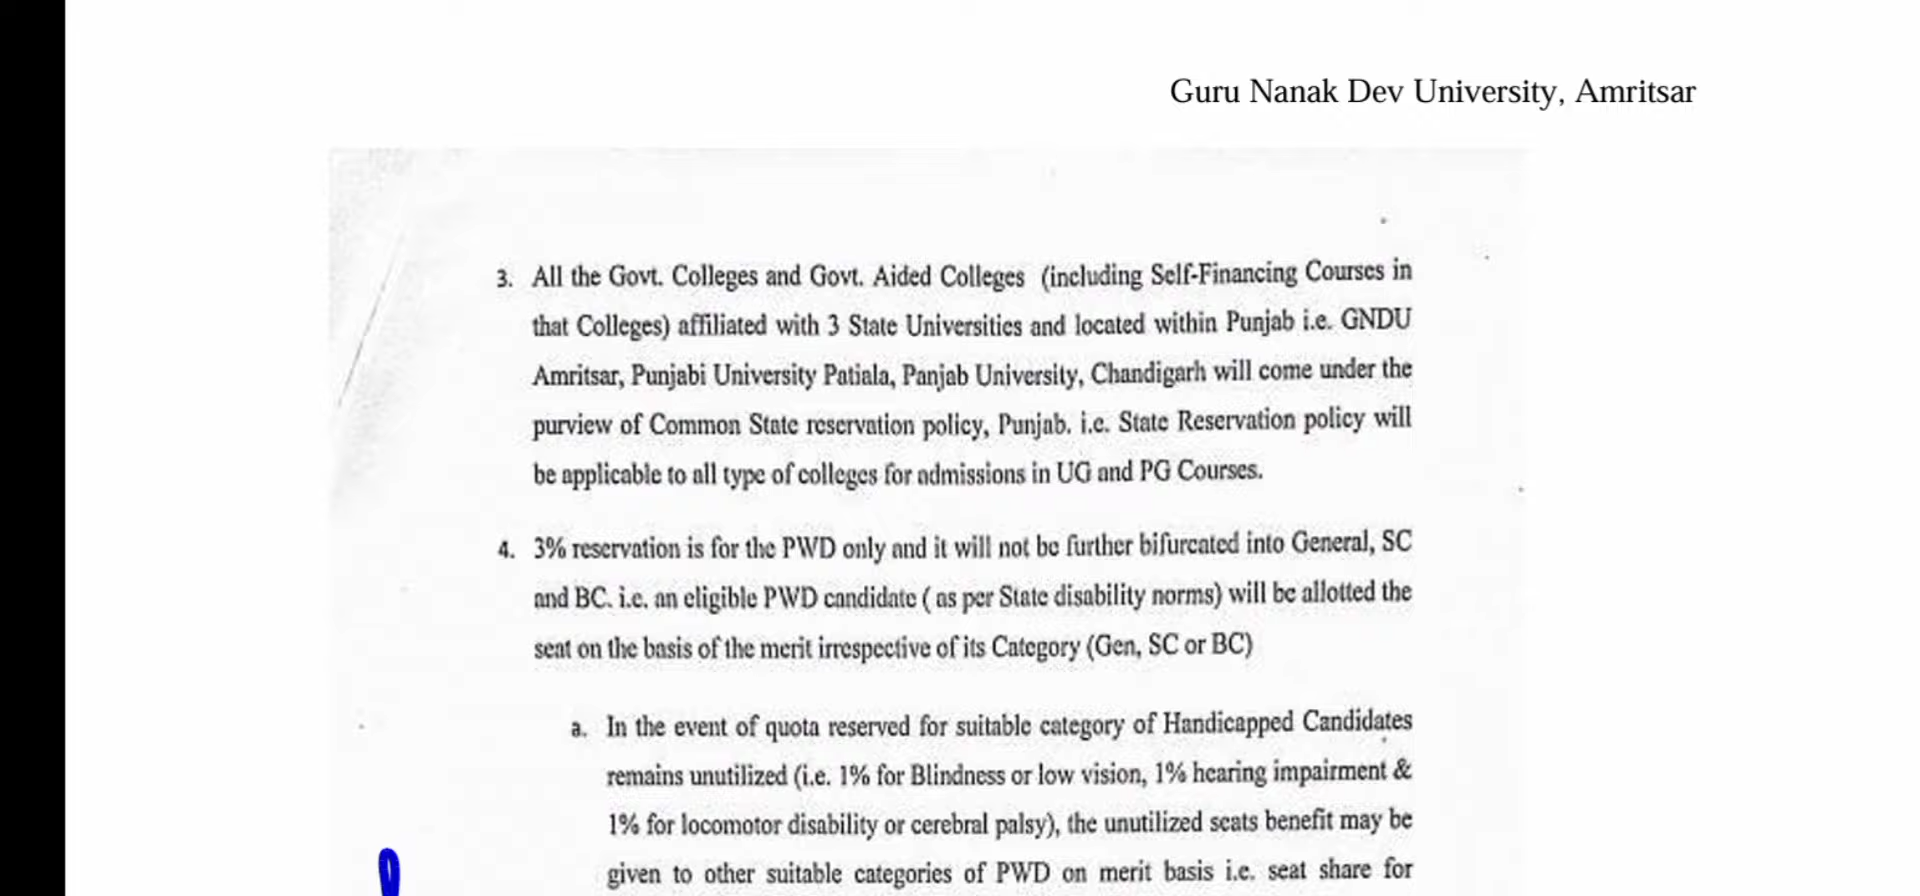 Guru Nanak Dev University, Amritsar
3. All the Govt. Colleges and Govt. Aided Colleges (including Self-Financing Courses in
that Colleges) affiliated with 3 State Universities and located within Punjab i.e. GNDU
Amritsar, Punjabi University Patiala, Panjab University, Chandigarh will come under the
purview of Common State reservation policy, Punjab. i.e. State Reservation policy will
be applicable to all type of colleges for admissions in UG and PG Courses.
4. 3% reservation is for the PWD only and it will not be further bifurcated into General, SC
and BC. i.e. an eligible PWD candidate ( as per State disability norms) will be allotted the
seat on the basis of the merit irrespective of its Category (Gen, SC or BC)
a. In the event of quota reserved for suitable category of Handicapped Candidates
remains unutilized (i.e. 1% for Blindness or low vision, 1% hearing impairment &
1% for locomotor disability or cerebral palsy), the unutilized seats benefit may be
given to other suitable categories of PWD on merit basis i.e. seat share for